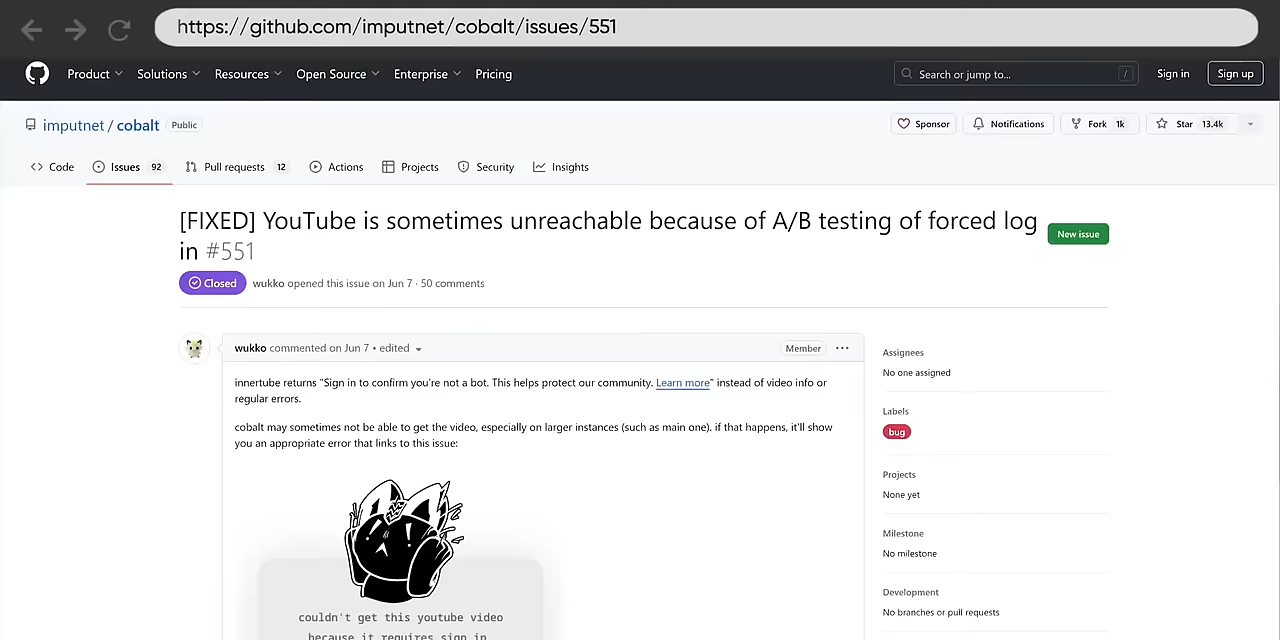 https://github.com/imputnet/cobalt/issues/551
Product Solutions Resources Open Source Enterprise Pricing Search or jump to... / Sign in Sign up
imputnet / cobalt Public Sponsor Notifications Fork 1k Star 13.4k
Code Issues 92 Pull requests 12 Actions Projects Security Insights
[FIXED] YouTube is sometimes unreachable because of A/B testing of forced log
in #551
New issue
Closed wukko opened this issue on Jun 7 · 50 comments
wukko commented on Jun 7 • edited Member ···
innertube returns "Sign in to confirm you're not a bot. This helps protect our community. Learn more" instead of video info or
regular errors.
cobalt may sometimes not be able to get the video, especially on larger instances (such as main one). if that happens, it'll show
you an appropriate error that links to this issue:
couldn't get this youtube video
because it requires sign in
Assignees
No one assigned
Labels
bug
Projects
None yet
Milestone
No milestone
Development
No branches or pull requests